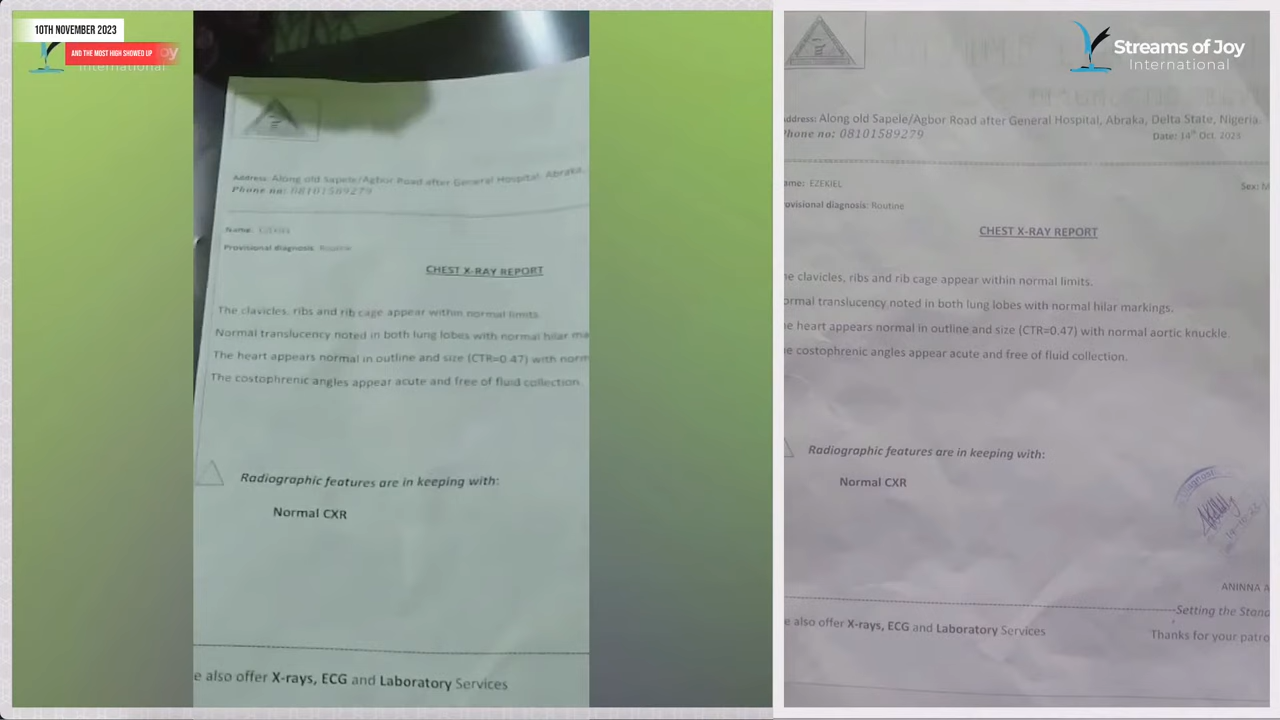 10TH NOVEMBER 2023
AND THE MOST HIGH SHOWED UP
oy
International
Address: Along old Sapele/Agbor Road after General Hospital, Abraka,
Phone no: 08101589279
Name: EZEKIEL
Provisional diagnosis: Routine
CHEST X-RAY REPORT
The clavicles, ribs and rib cage appear within normal limits.
Normal translucency noted in both lung lobes with normal hilar ma
The heart appears normal in outline and size (CTR=0.47) with norm
The costophrenic angles appear acute and free of fluid collection.
Radiographic features are in keeping with:
Normal CXR
e also offer X-rays, ECG and Laboratory Services
Streams of Joy
International
ddress: Along old Sapele/Agbor Road after General Hospital, Abraka, Delta State, Nigeria.
Phone no: 08101589279
Date: 14th Oct. 2023
ame: EZEKIEL
Sex: M
ovisional diagnosis: Routine
CHEST X-RAY REPORT
he clavicles, ribs and rib cage appear within normal limits.
ormal translucency noted in both lung lobes with normal hilar markings.
he heart appears normal in outline and size (CTR=0.47) with normal aortic knuckle.
e costophrenic angles appear acute and free of fluid collection.
Radiographic features are in keeping with:
Normal CXR
ANINNA A
Setting the Stand
e also offer X-rays, ECG and Laboratory Services
Thanks for your patro